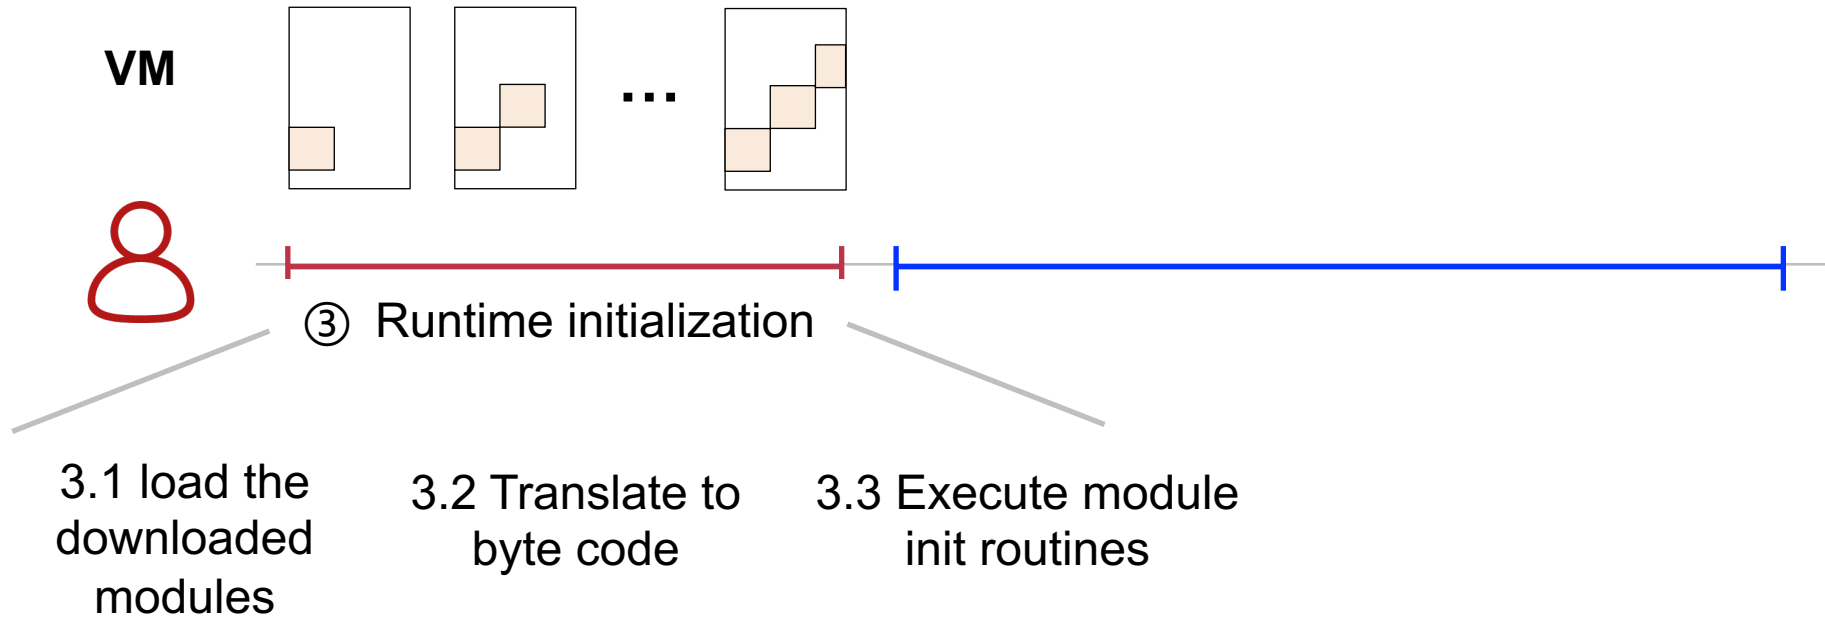 VM
...
③ Runtime initialization
3.1 load the
downloaded
modules
3.2 Translate to
byte code
3.3 Execute module
init routines